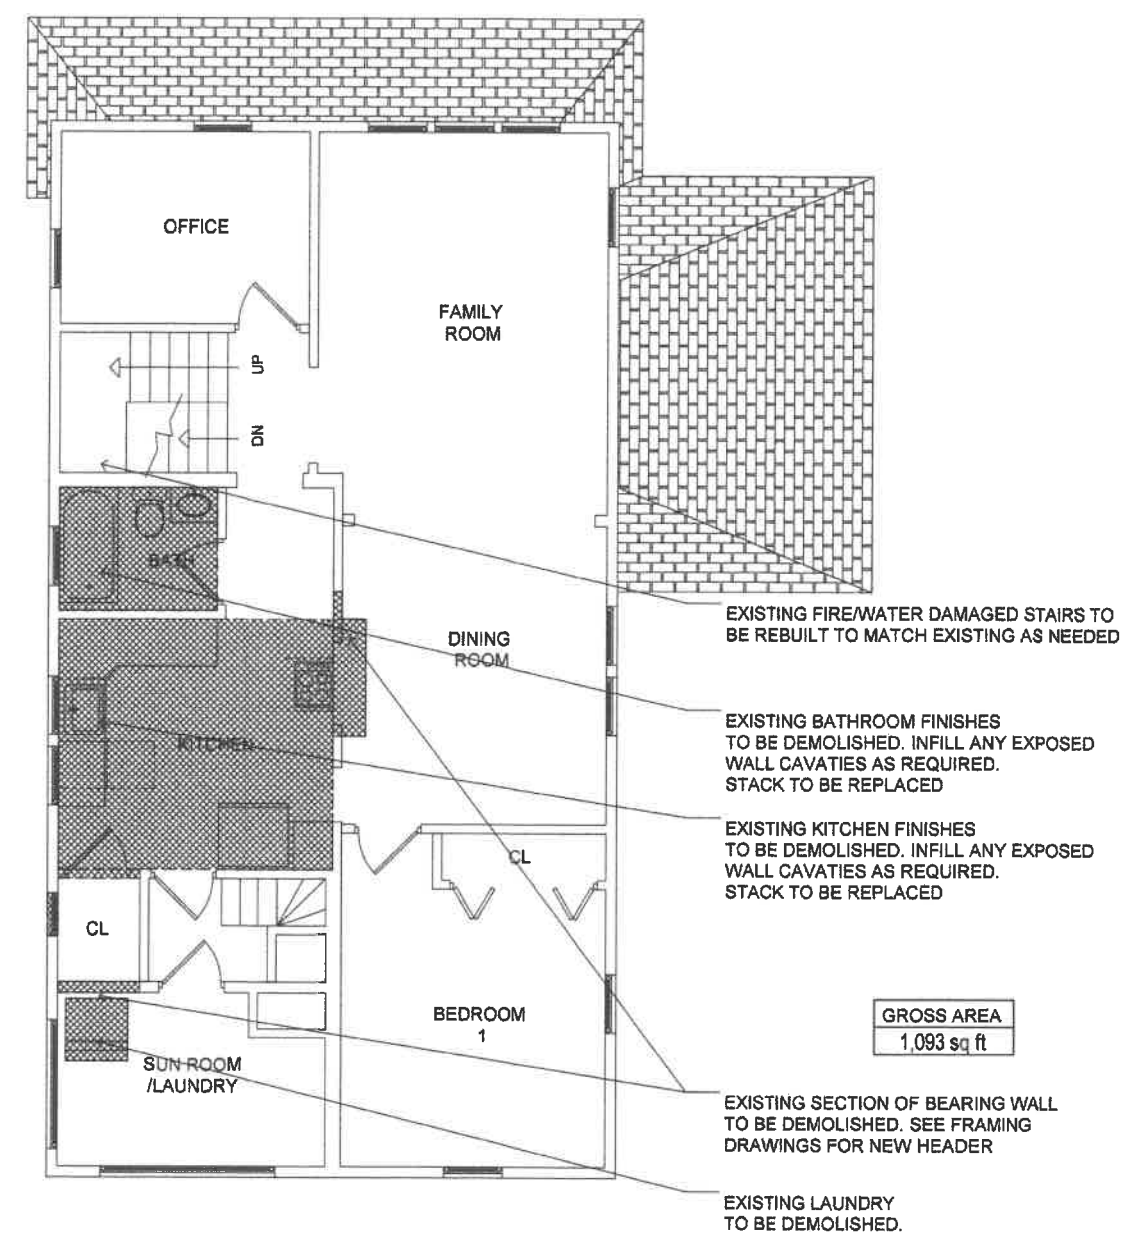 OFFICE
FAMILY
ROOM
UP
DN
BATH
DINING
ROOM
EXISTING FIRE/WATER DAMAGED STAIRS TO
BE REBUILT TO MATCH EXISTING AS NEEDED
EXISTING BATHROOM FINISHES
TO BE DEMOLISHED. INFILL ANY EXPOSED
WALL CAVATIES AS REQUIRED.
STACK TO BE REPLACED
KITCHEN
EXISTING KITCHEN FINISHES
TO BE DEMOLISHED. INFILL ANY EXPOSED
WALL CAVATIES AS REQUIRED.
STACK TO BE REPLACED
CL
CL
BEDROOM
1
GROSS AREA
1,093 sq ft
SUN ROOM
/LAUNDRY
EXISTING SECTION OF BEARING WALL
TO BE DEMOLISHED. SEE FRAMING
DRAWINGS FOR NEW HEADER
EXISTING LAUNDRY
TO BE DEMOLISHED.